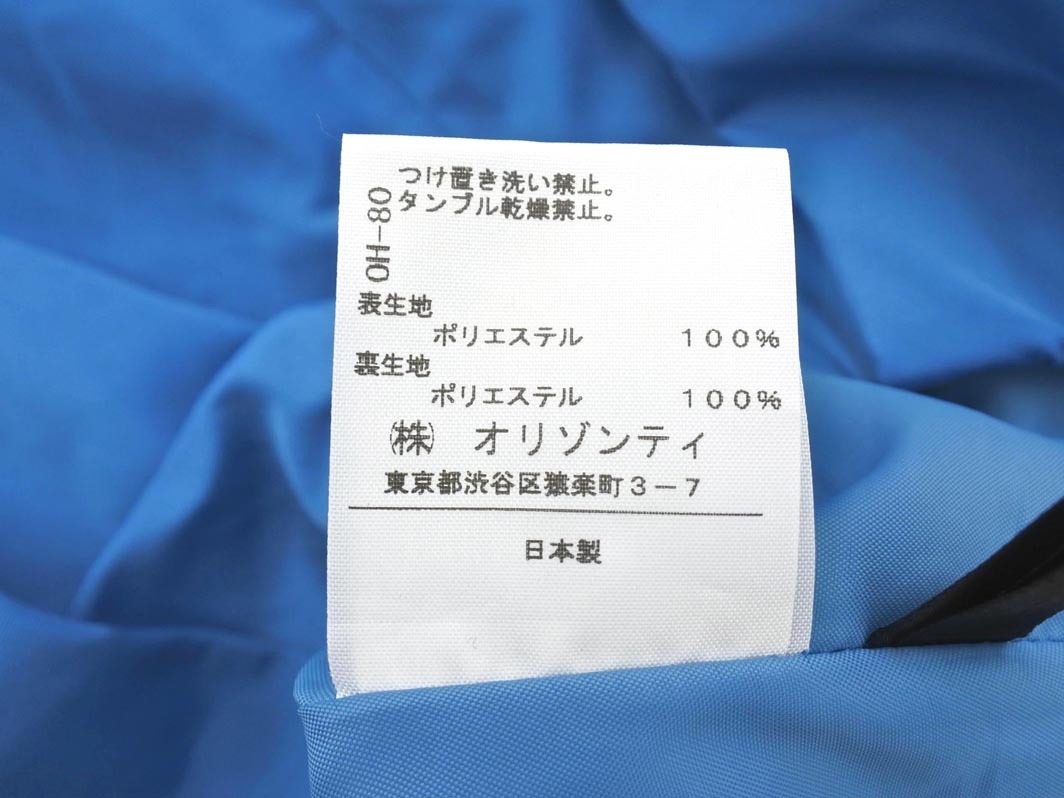 つけ置き洗い禁止。
タンブル乾燥禁止。
OH-80
表生地
ポリエステル 100%
裏生地
ポリエステル 100%
㈱ オリゾンティ
東京都渋谷区猿楽町3-7
日本製